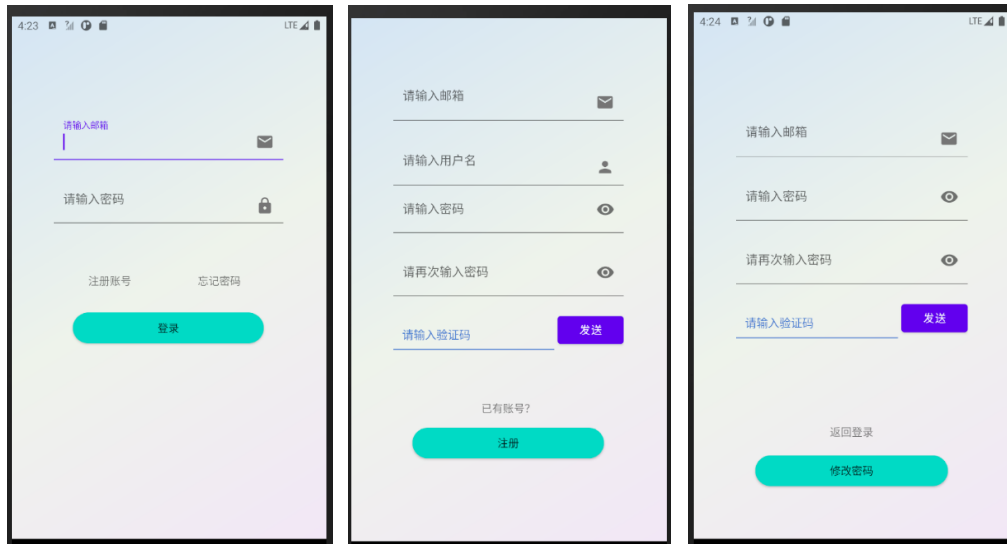 4:23
LTE
请输入邮箱
请输入密码
注册账号 忘记密码
登录
请输入邮箱
请输入用户名
请输入密码
请再次输入密码
请输入验证码 发送
已有账号?
注册
4:24
LTE
请输入邮箱
请输入密码
请再次输入密码
请输入验证码 发送
返回登录
修改密码